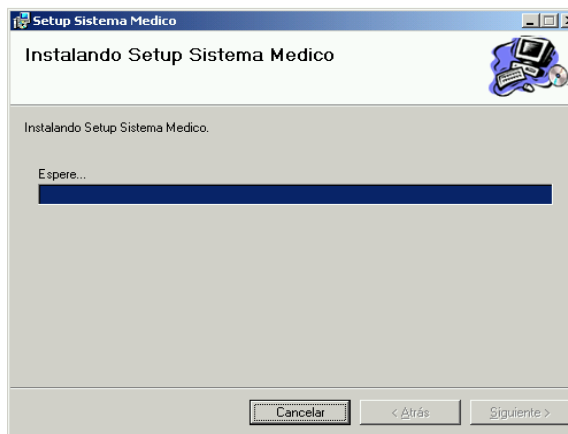 Setup Sistema Medico
Instalando Setup Sistema Medico
Instalando Setup Sistema Medico.
Espere...
Cancelar
< Atrás
Siguiente >